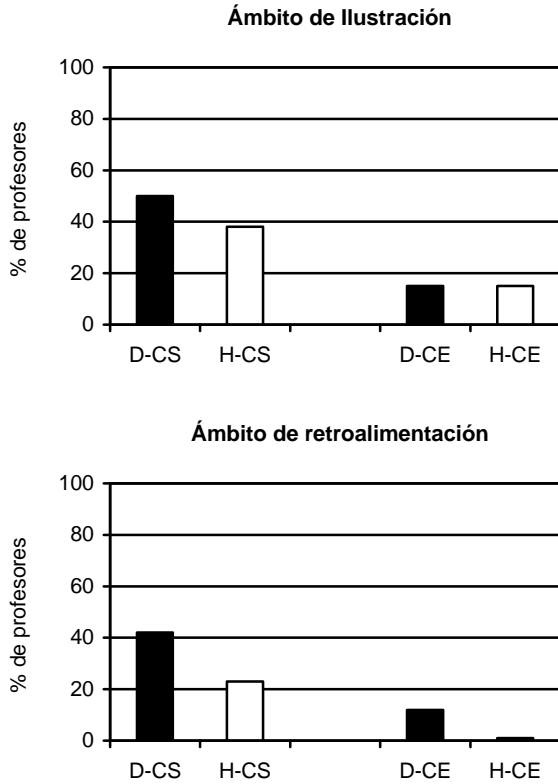 Ámbito de Ilustración
100
80
60
40
20
0
% de profesores
D-CS H-CS D-CE H-CE
Ámbito de retroalimentación
100
80
60
40
20
0
% de profesores
D-CS H-CS D-CE H-CE